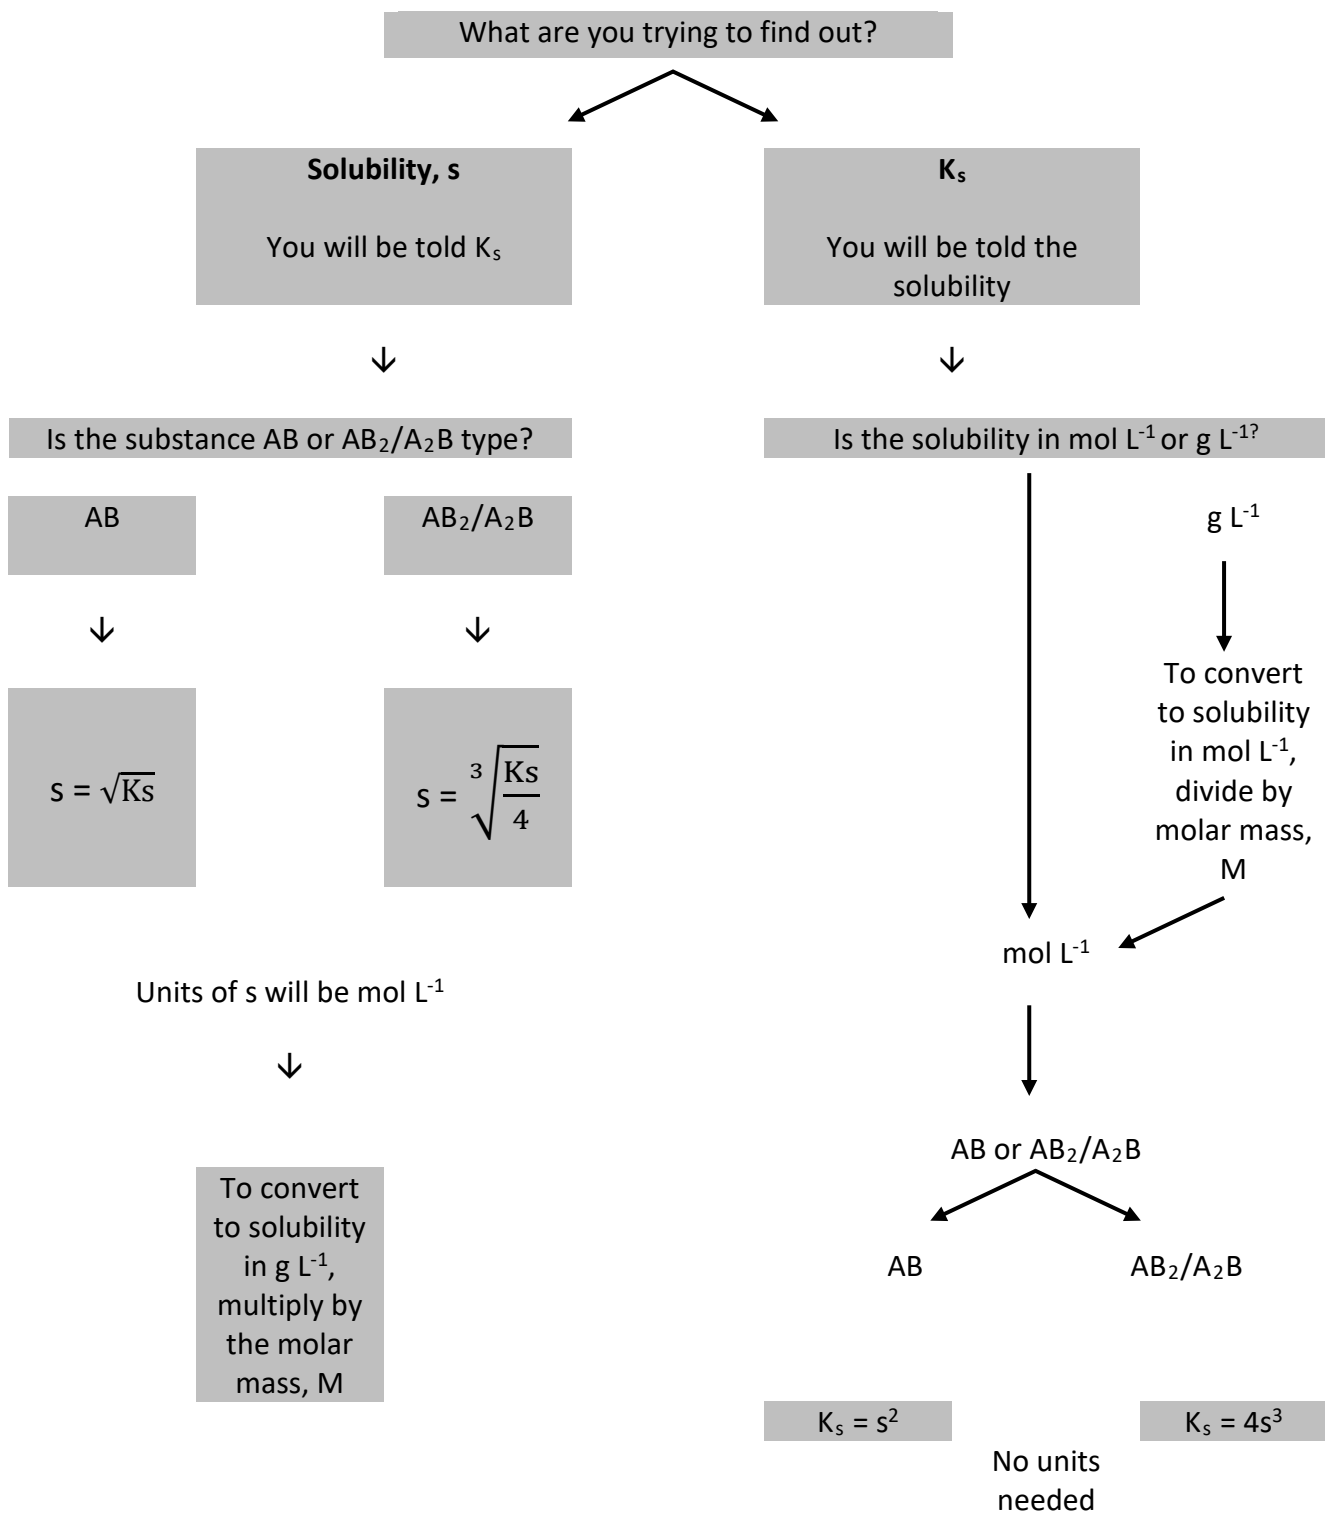 What are you trying to find out?
Solubility, s
You will be told Kₛ
Kₛ
You will be told the
solubility
Is the substance AB or AB₂/A₂B type?
Is the solubility in mol L⁻¹ or g L⁻¹?
AB
AB₂/A₂B
g L⁻¹
To convert
to solubility
in mol L⁻¹,
divide by
molar mass,
M
s = √Ks
s = ³√(Ks/4)
mol L⁻¹
Units of s will be mol L⁻¹
AB or AB₂/A₂B
To convert
to solubility
in g L⁻¹,
multiply by
the molar
mass, M
AB
AB₂/A₂B
Kₛ = s²
Kₛ = 4s³
No units
needed